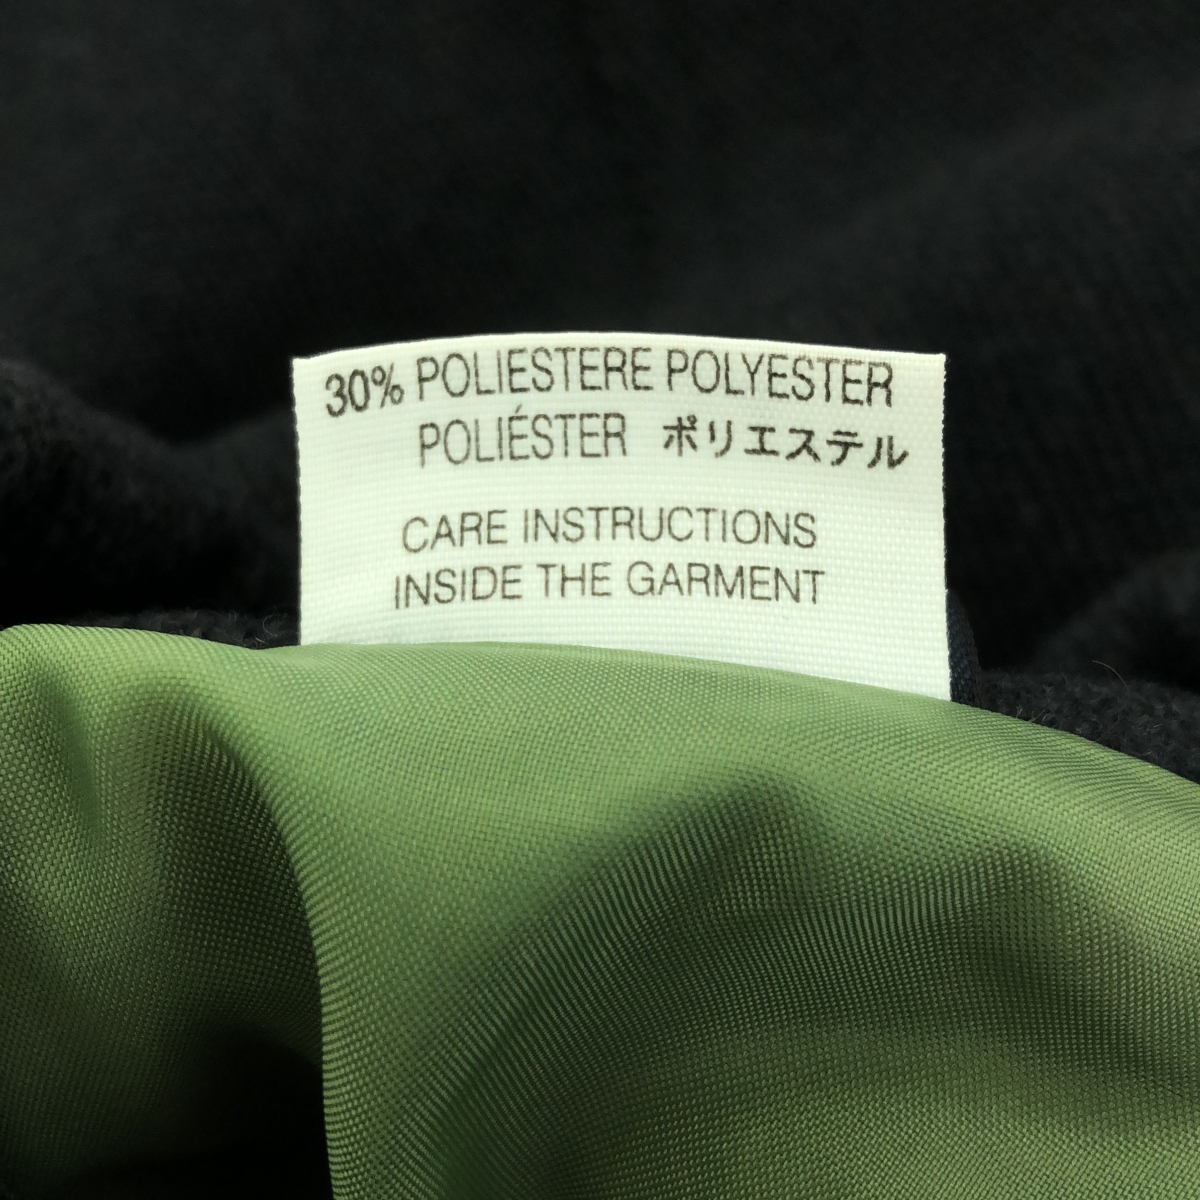 30% POLIESTERE POLYESTER
POLIÉSTER ポリエステル
CARE INSTRUCTIONS
INSIDE THE GARMENT